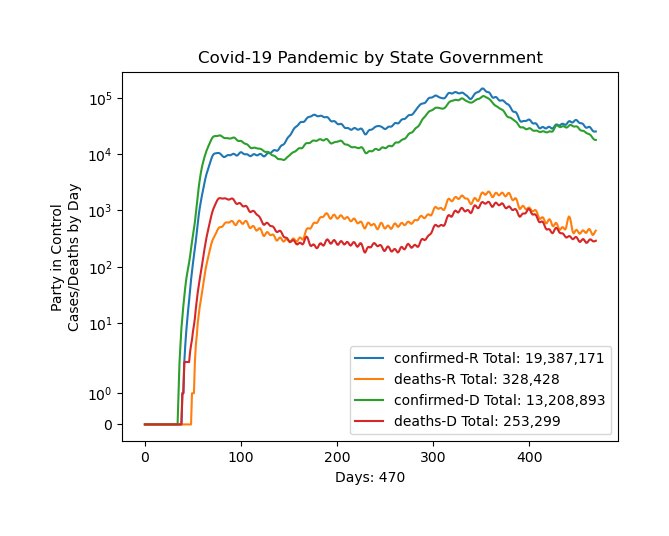 Covid-19 Pandemic by State Government
Party in Control
Cases/Deaths by Day
10^5
10^4
10^3
10^2
10^1
10^0
0
confirmed-R Total: 19,387,171
deaths-R Total: 328,428
confirmed-D Total: 13,208,893
deaths-D Total: 253,299
0 100 200 300 400
Days: 470